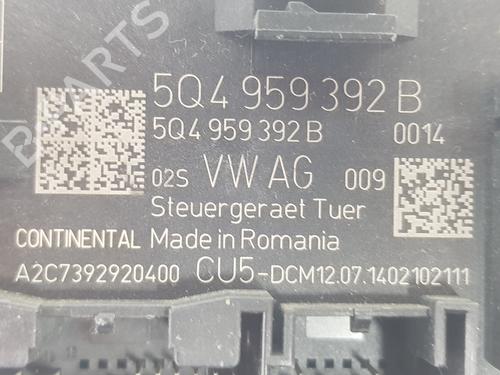 5Q4 959 392 B
5Q4 959 392 B 0014
02S VW AG 009
Steuergeraet Tuer
CONTINENTAL Made in Romania
A2C7392920400 CU5-DCM12.07.1402102111